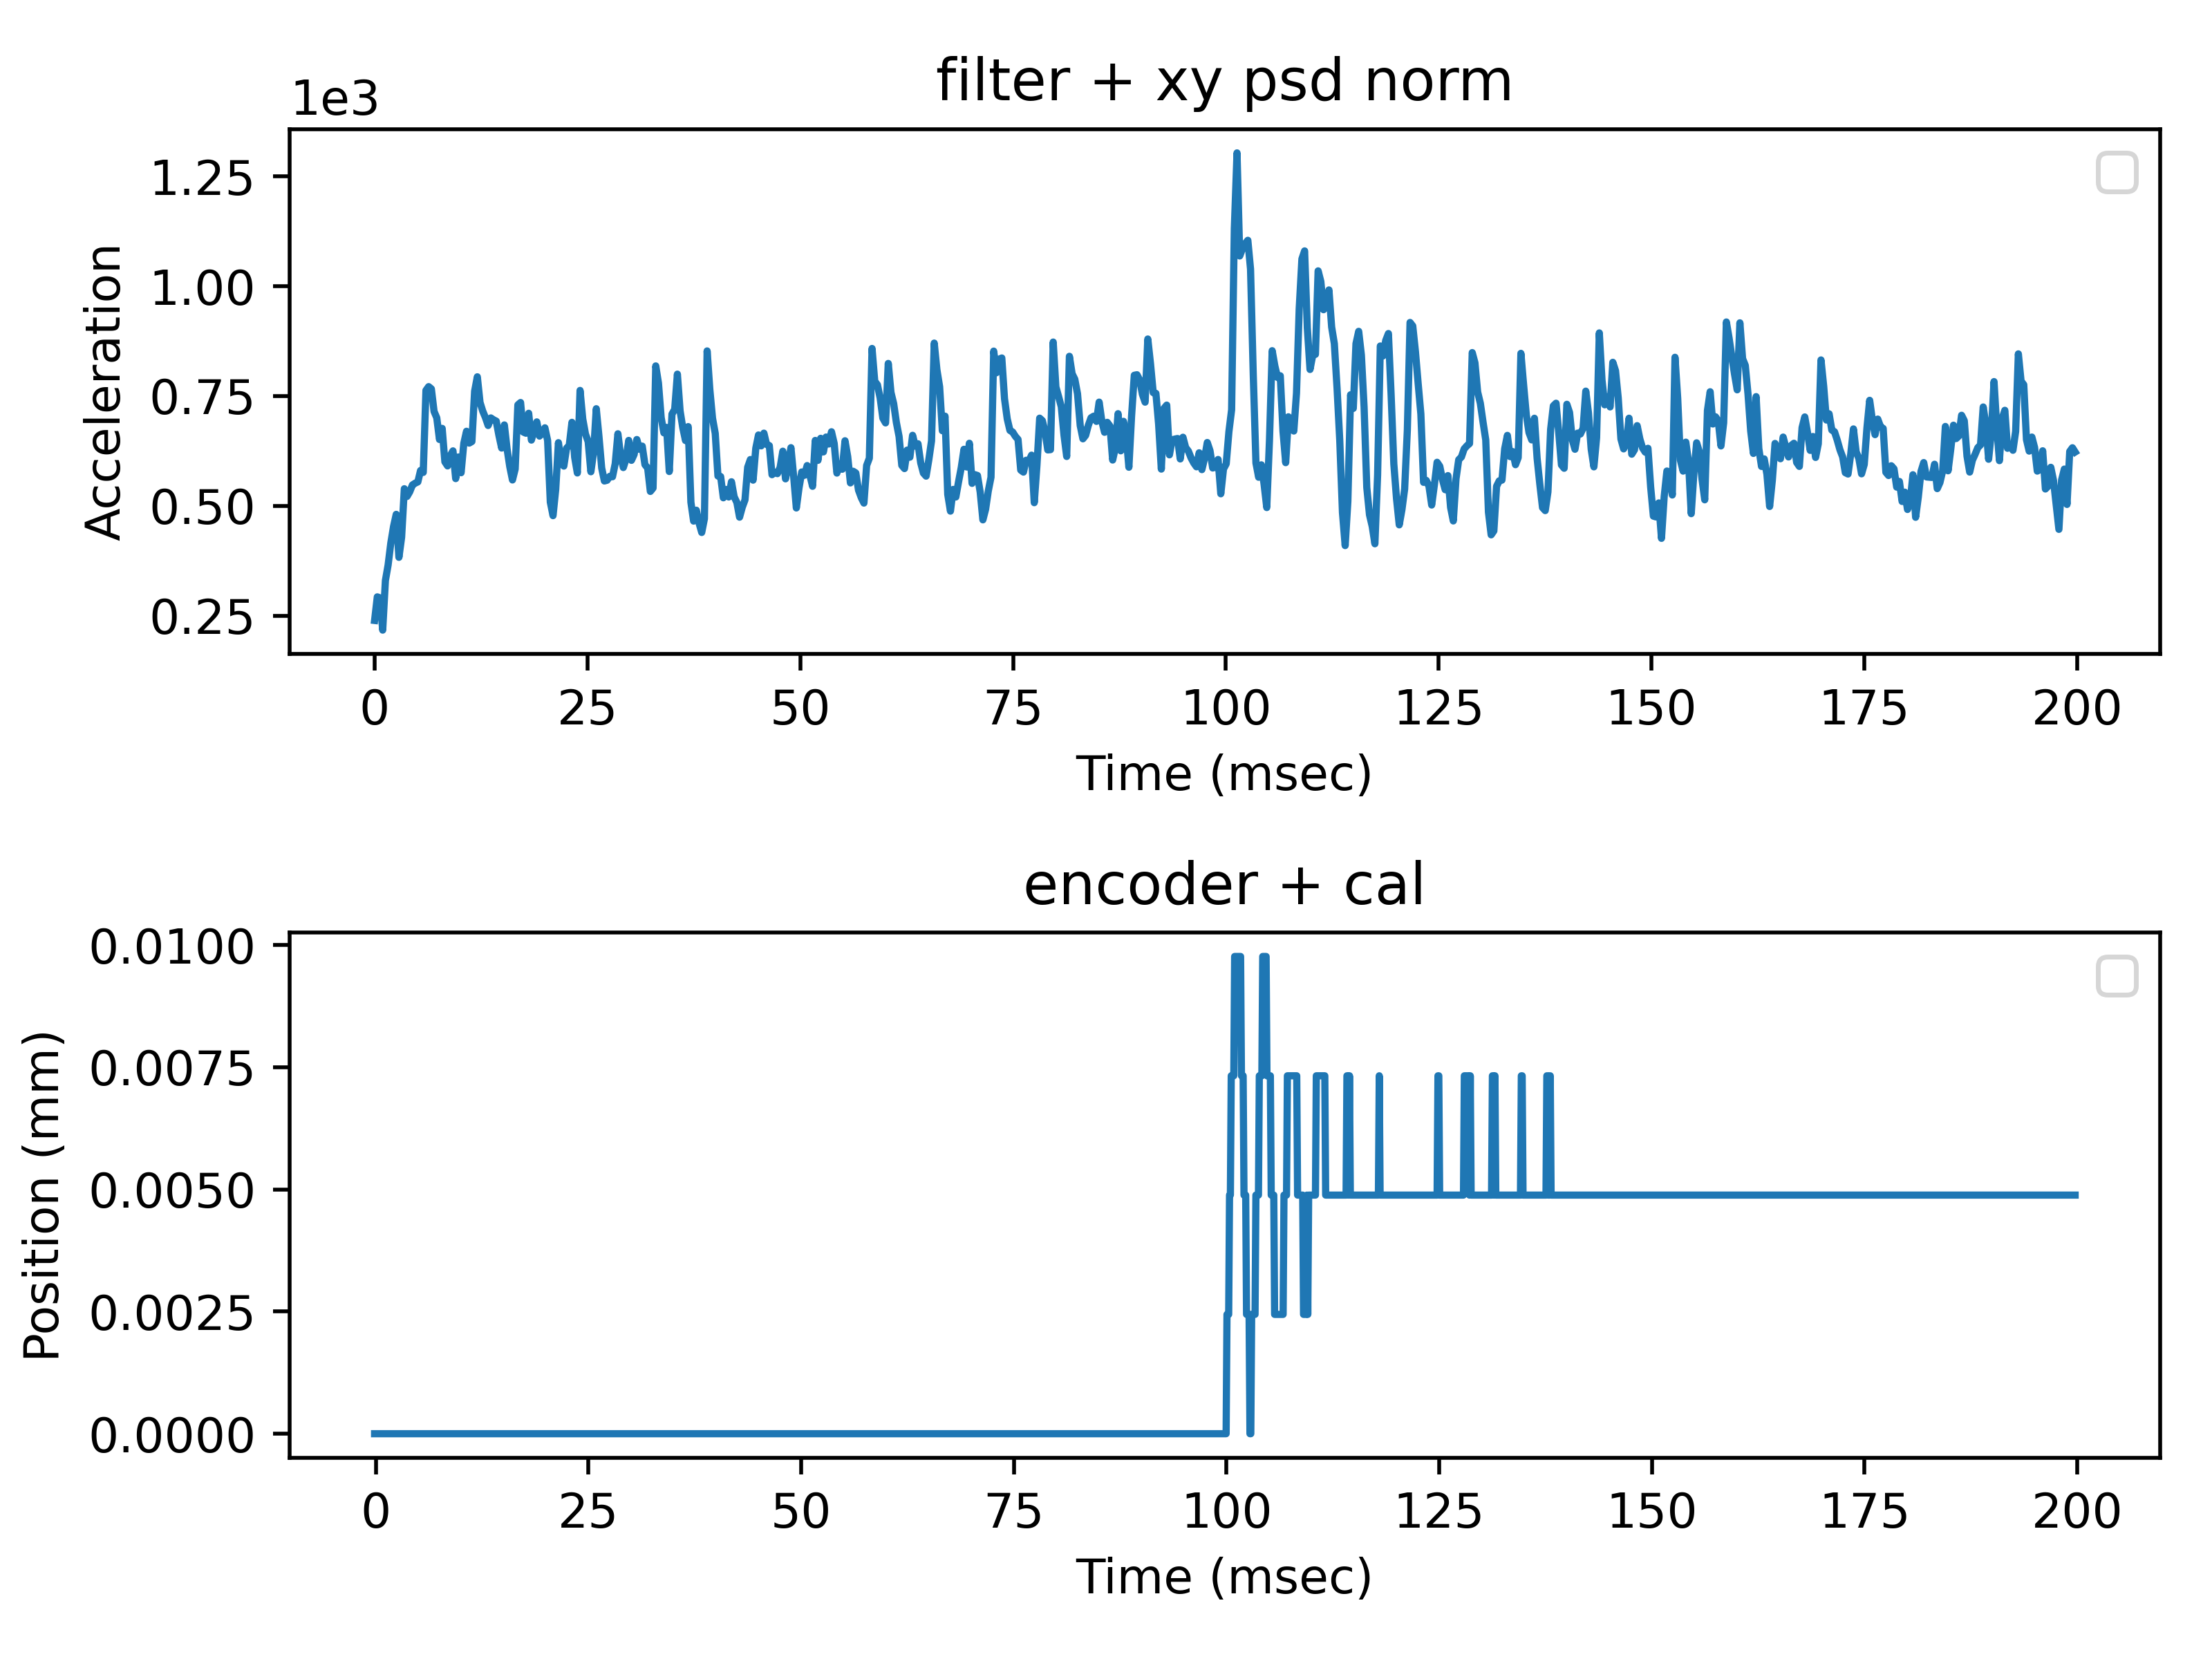 filter + xy psd norm
1e3
1.25
1.00
0.75
0.50
0.25
Acceleration
0 25 50 75 100 125 150 175 200
Time (msec)
encoder + cal
0.0100
0.0075
0.0050
0.0025
0.0000
Position (mm)
0 25 50 75 100 125 150 175 200
Time (msec)